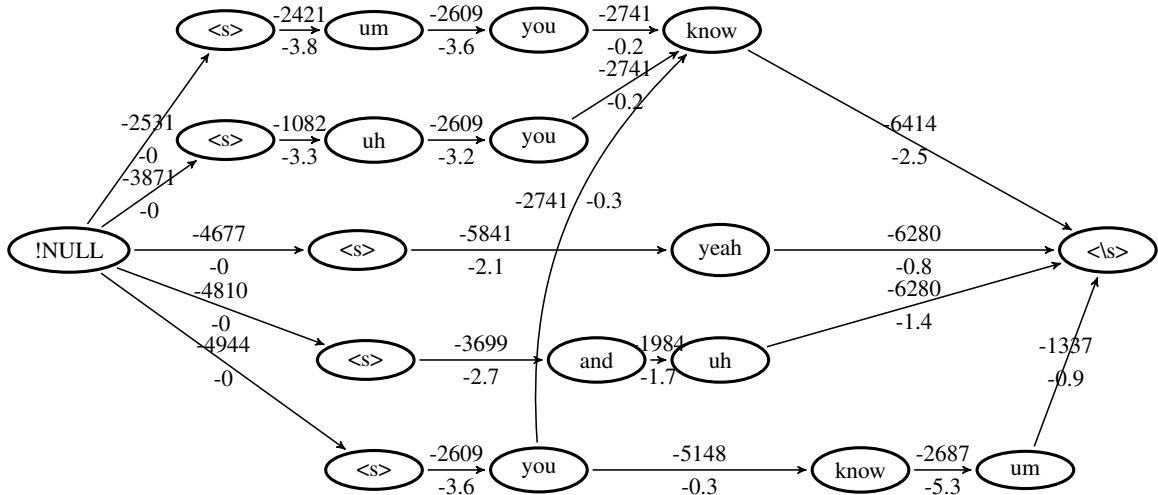 <s> -2421 um -2609 you -2741 know
-3.8 -3.6 -0.2
-2741
-0.2
-2531
-0
<s> -1082 uh -2609 you
-3.3 -3.2
-6414
-2.5
-3871
-0
-2741 -0.3
!NULL -4677 <s> -5841 yeah -6280 <\s>
-0 -2.1 -0.8
-4810
-0
-6280
-1.4
-4944
-0
<s> -3699 and -1984 uh
-2.7 -1.7
-1337
-0.9
<s> -2609 you -5148 know -2687 um
-3.6 -0.3 -5.3